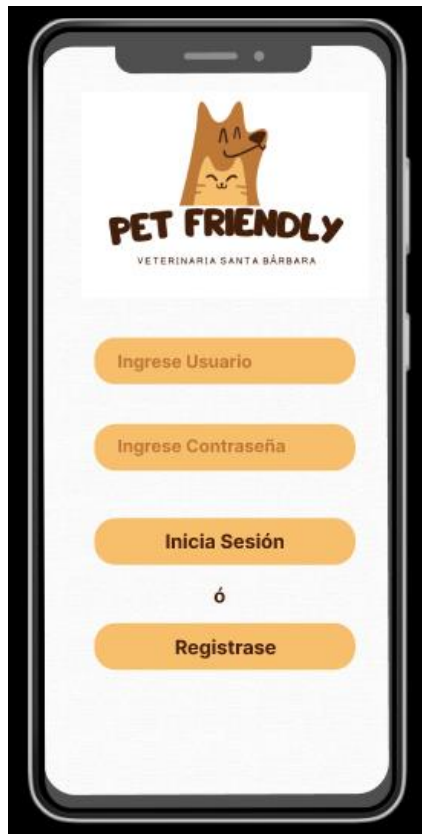 PET FRIENDLY
VETERINARIA SANTA BÁRBARA
Ingrese Usuario
Ingrese Contraseña
Inicia Sesión
ó
Registrase